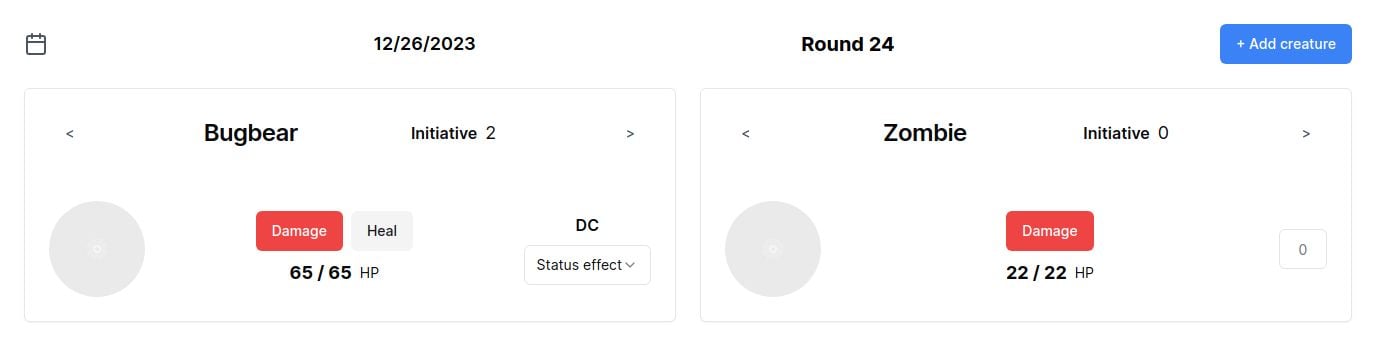 12/26/2023 Round 24 + Add creature
< Bugbear Initiative 2 >
Damage Heal
65 / 65 HP
DC
Status effect
< Zombie Initiative 0 >
Damage
22 / 22 HP
0